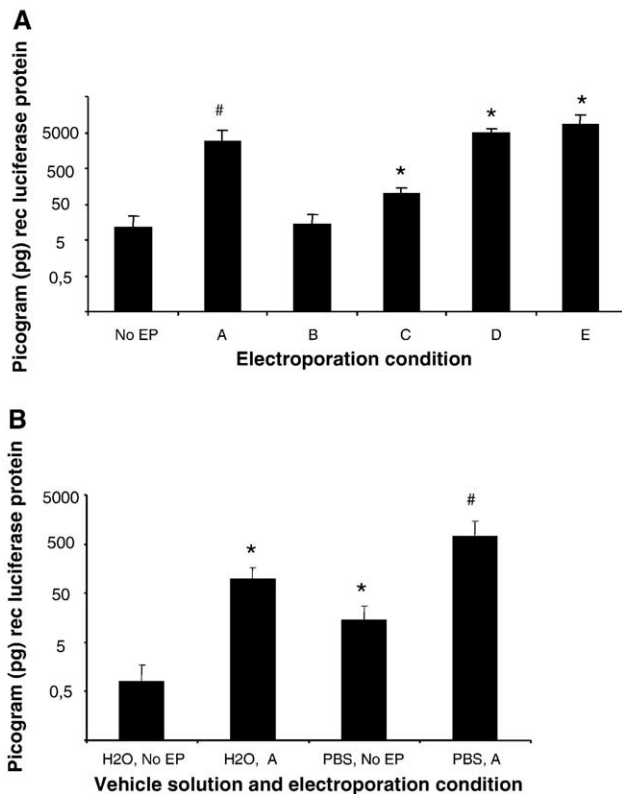 A
Picogram (pg) rec luciferase protein
5000
500
50
5
0,5
#
*
*
*
No EP A B C D E
Electroporation condition
B
Picogram (pg) rec luciferase protein
5000
500
50
5
0,5
*
*
#
H2O, No EP H2O, A PBS, No EP PBS, A
Vehicle solution and electroporation condition